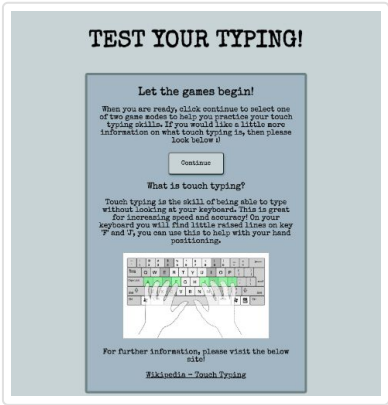 TEST YOUR TYPING!
Let the games begin!
When you are ready, click continue to select one
of two game modes to help you practice your touch
typing skills. If you would like a little more
information on what touch typing is, then please
look below :)
Continue
What is touch typing?
Touch typing is the skill of being able to type
without looking at your keyboard. This is great
for increasing speed and accuracy! On your
keyboard you will find little raised lines on key
'F' and 'J', you can use this to help with your hand
positioning.
Q W E R T Y U I O P
For further information, please visit the below
site!
Wikipedia - Touch Typing